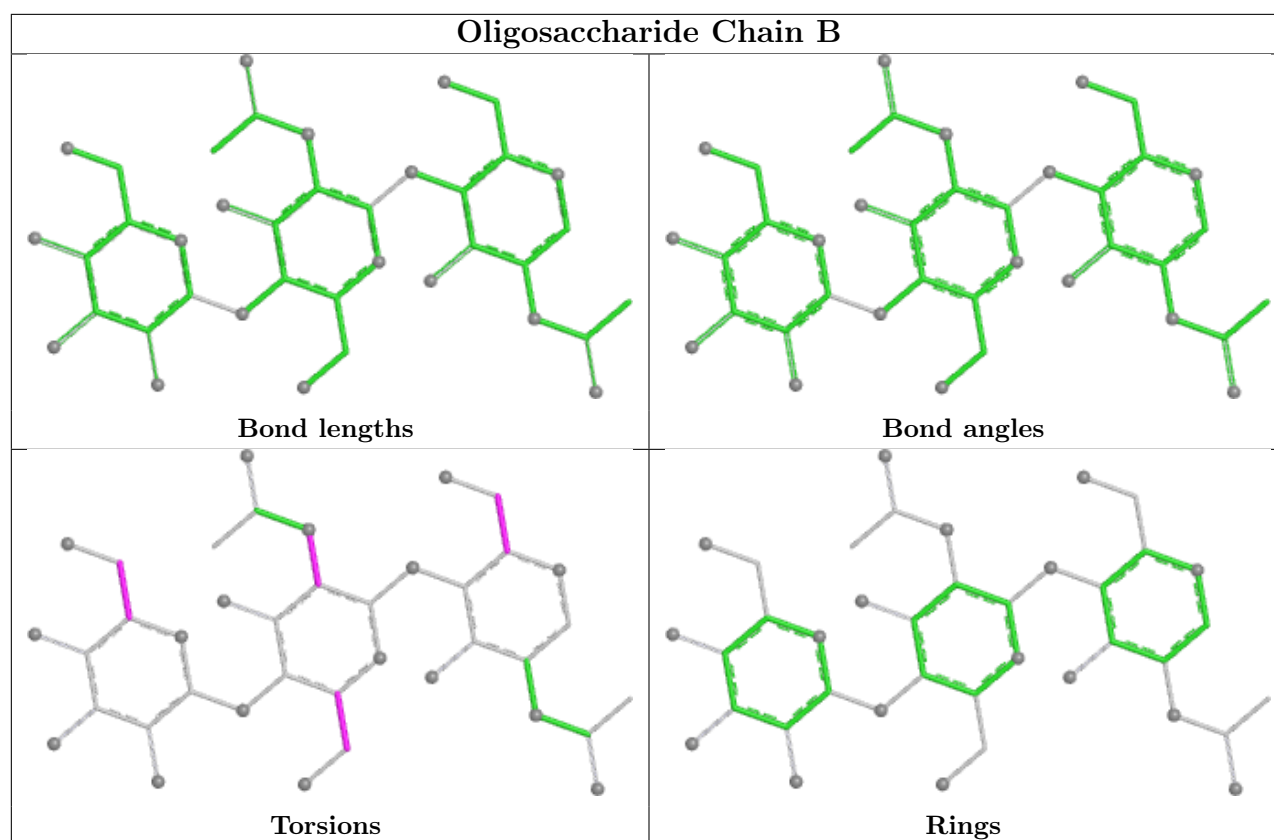 Oligosaccharide Chain B
Bond lengths
Bond angles
Torsions
Rings